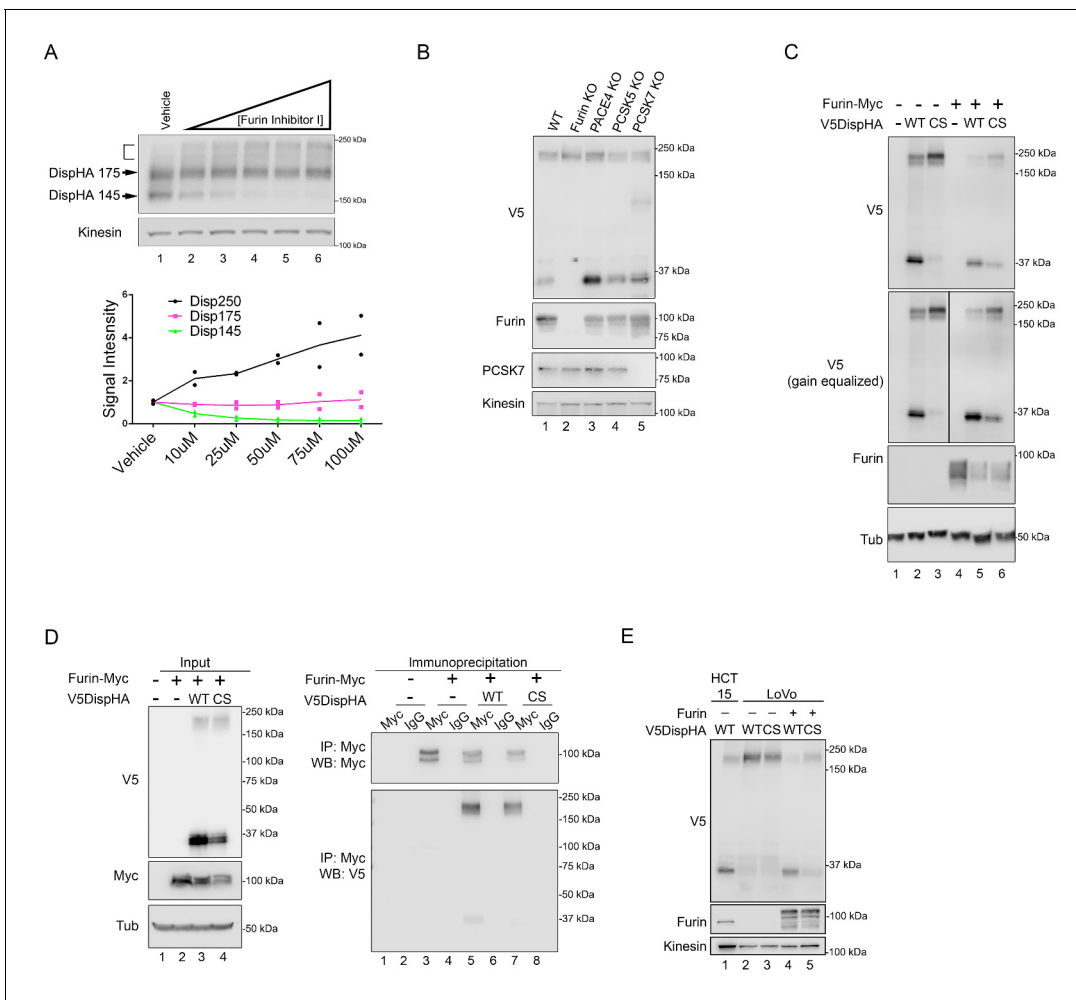 A
Vehicle
[Furin Inhibitor I]
250 kDa
DispHA 175
DispHA 145
150 kDa
Kinesin
100 kDa
1 2 3 4 5 6
6
4
2
0
Disp250
Disp175
Disp145
Signal Intesnsity
Vehicle 10uM 25uM 50uM 75uM 100uM
B
WT Furin KO PACE4 KO PCSK5 KO PCSK7 KO
250 kDa
150 kDa
V5
37 kDa
Furin
100 kDa
75 kDa
PCSK7
100 kDa
75 kDa
Kinesin
100 kDa
1 2 3 4 5
C
Furin-Myc - - - + + +
V5DispHA - WT CS - WT CS
250 kDa
150 kDa
V5
37 kDa
250 kDa
150 kDa
V5
(gain equalized)
37 kDa
Furin
100 kDa
Tub
50 kDa
1 2 3 4 5 6
D
Input
Furin-Myc - + + +
V5DispHA - - WT CS
250 kDa
150 kDa
100 kDa
V5
75 kDa
50 kDa
37 kDa
Myc
100 kDa
Tub
50 kDa
1 2 3 4
Immunoprecipitation
Furin-Myc - + + +
V5DispHA - - WT CS
Myc IgG Myc IgG Myc IgG Myc IgG
IP: Myc
WB: Myc
100 kDa
250 kDa
150 kDa
100 kDa
IP: Myc
WB: V5
75 kDa
50 kDa
37 kDa
1 2 3 4 5 6 7 8
E
HCT
15 LoVo
Furin – – – + +
V5DispHA WT WT CS WT CS
250 kDa
150 kDa
V5
37 kDa
Furin
100 kDa
75 kDa
Kinesin
100 kDa
1 2 3 4 5